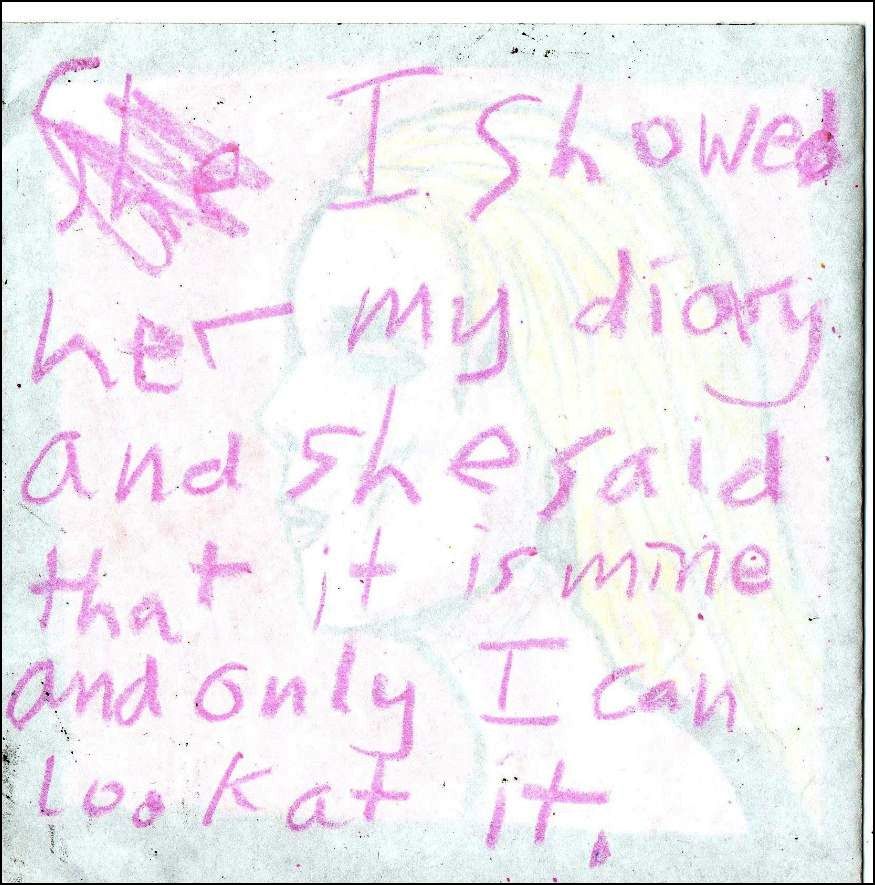 I showed
her my diary
and she said
that it is mine
and only I can
look at it.